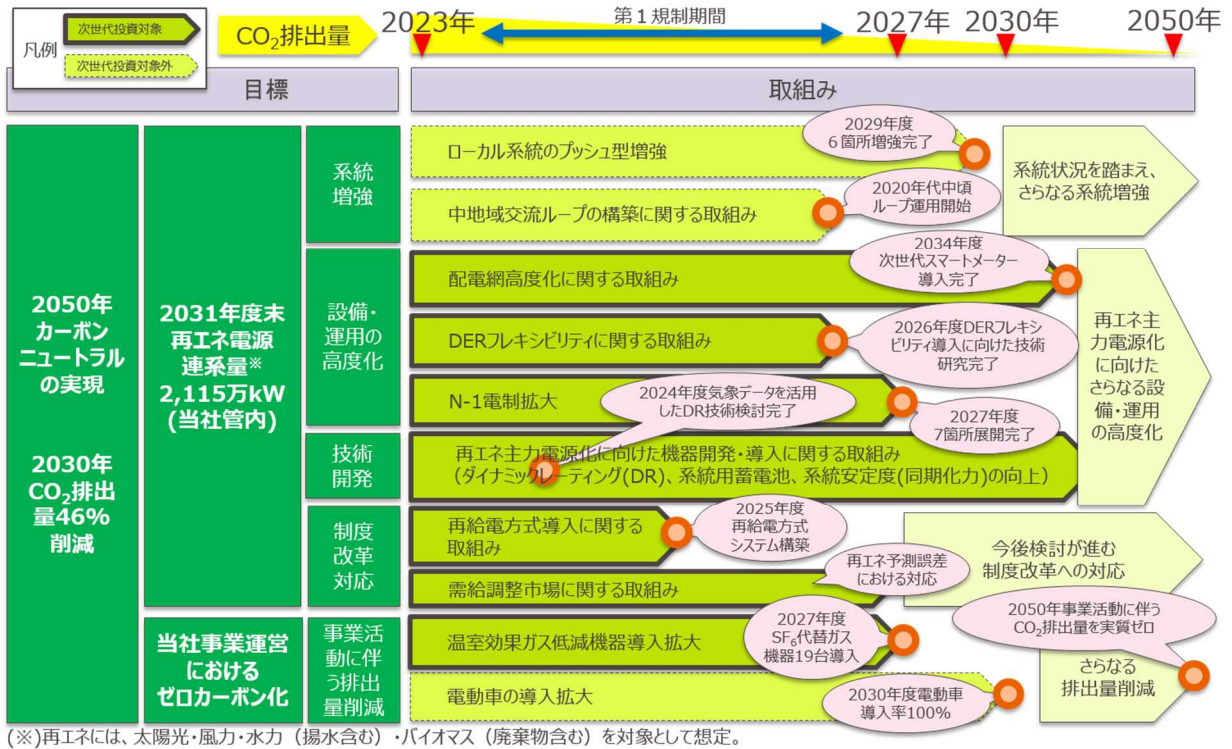 凡例
次世代投資対象
次世代投資対象外
CO₂排出量
2023年
第１規制期間
2027年
2030年
2050年
目標
取組み
2050年
カーボン
ニュートラル
の実現
2030年
CO₂排出
量46%
削減
2031年度末
再エネ電源
連系量※
2,115万kW
(当社管内)
系統
増強
ローカル系統のプッシュ型増強
2029年度
６箇所増強完了
中地域交流ループの構築に関する取組み
2020年代中頃
ループ運用開始
系統状況を踏まえ、
さらなる系統増強
設備・
運用の
高度化
配電網高度化に関する取組み
2034年度
次世代スマートメーター
導入完了
DERフレキシビリティに関する取組み
2026年度DERフレキシ
ビリティ導入に向けた技術
研究完了
N-1電制拡大
2024年度気象データを活用
したDR技術検討完了
2027年度
7箇所展開完了
再エネ主
力電源化
に向けた
さらなる設
備・運用
の高度化
技術
開発
再エネ主力電源化に向けた機器開発・導入に関する取組み
（ダイナミックレーティング(DR)、系統用蓄電池、系統安定度(同期化力)の向上）
制度
改革
対応
再給電方式導入に関する
取組み
2025年度
再給電方式
システム構築
需給調整市場に関する取組み
再エネ予測誤差
における対応
今後検討が進む
制度改革への対応
当社事業運営
における
ゼロカーボン化
事業活
動に伴
う排出
量削減
温室効果ガス低減機器導入拡大
2027年度
SF₆代替ガス
機器19台導入
2050年事業活動に伴う
CO₂排出量を実質ゼロ
電動車の導入拡大
2030年度電動車
導入率100%
さらなる
排出量削減
(※)再エネには、太陽光・風力・水力（揚水含む）・バイオマス（廃棄物含む）を対象として想定。